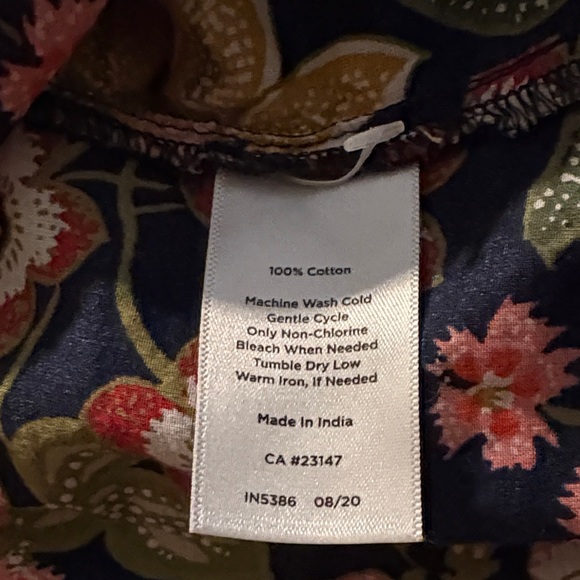 100% Cotton
Machine Wash Cold
Gentle Cycle
Only Non-Chlorine
Bleach When Needed
Tumble Dry Low
Warm Iron, If Needed
Made In India
CA #23147
IN5386 08/20